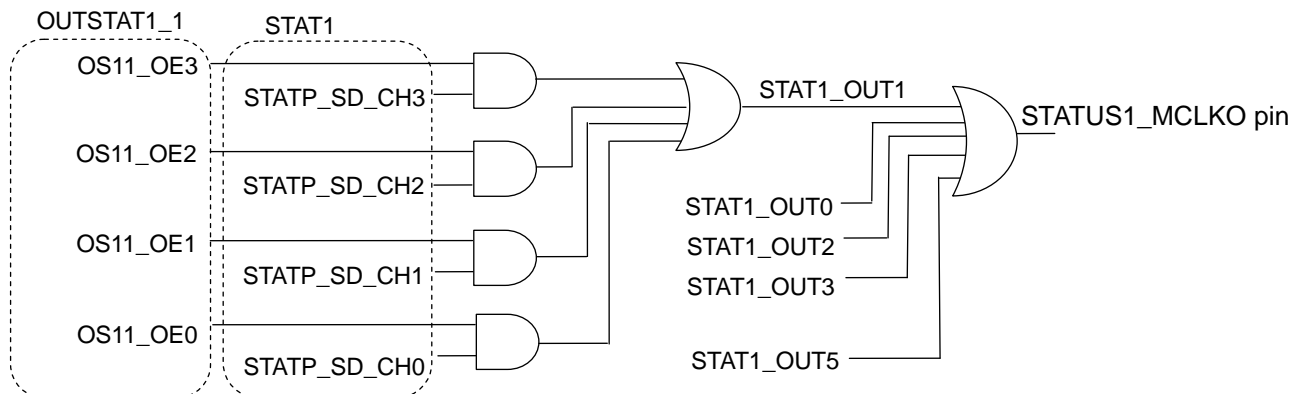 OUTSTAT1_1
STAT1
OS11_OE3
STATP_SD_CH3
STAT1_OUT1
STATUS1_MCLKO pin
OS11_OE2
STATP_SD_CH2
STAT1_OUT0
OS11_OE1
STAT1_OUT2
STATP_SD_CH1
STAT1_OUT3
OS11_OE0
STATP_SD_CH0
STAT1_OUT5